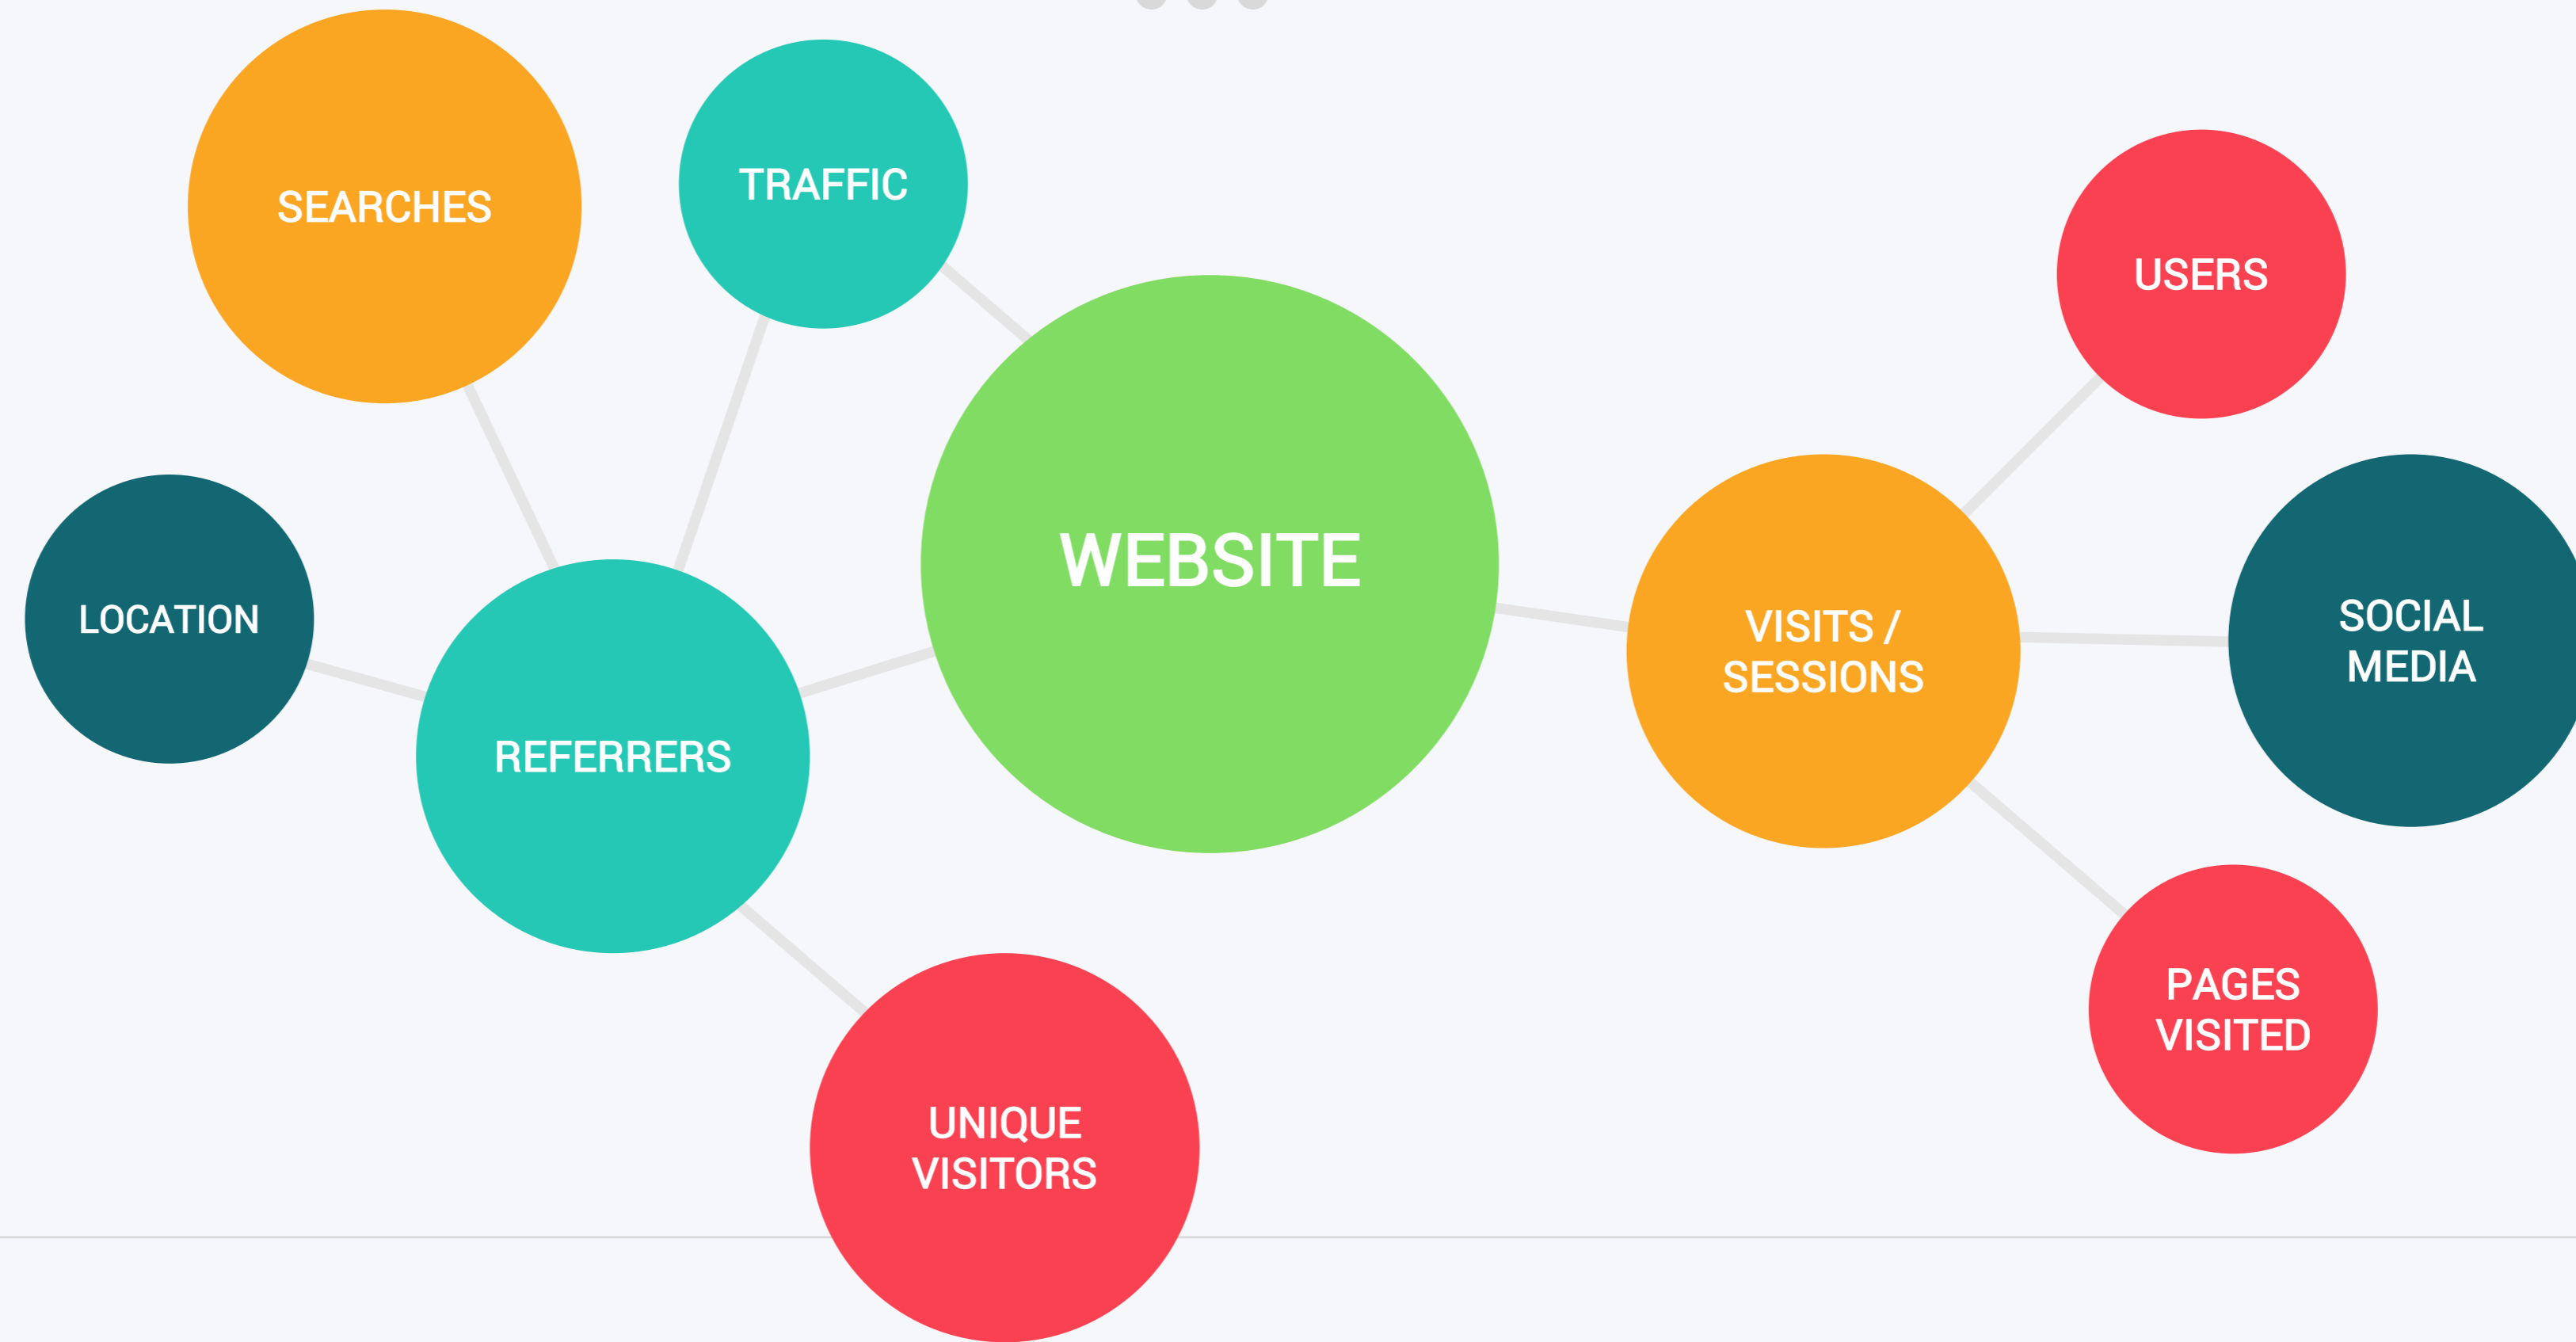 SEARCHES
TRAFFIC
USERS
WEBSITE
LOCATION
REFERRERS
VISITS /
SESSIONS
SOCIAL
MEDIA
PAGES
VISITED
UNIQUE
VISITORS